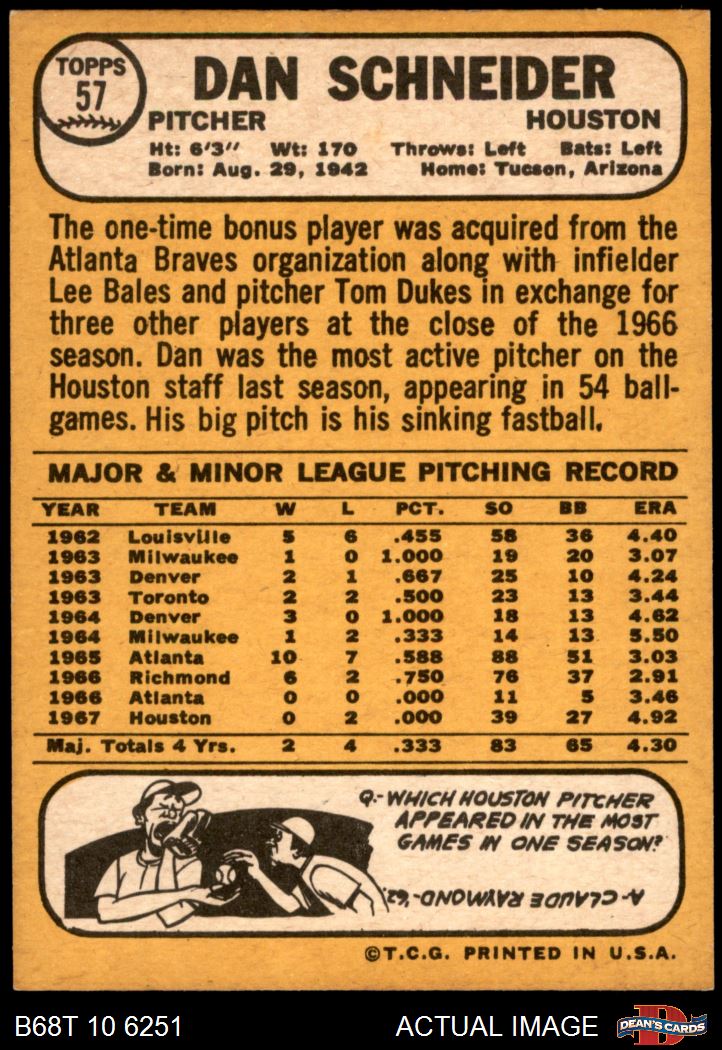 TOPPS
57
DAN SCHNEIDER
PITCHER HOUSTON
Ht: 6'3" Wt: 170 Throws: Left Bats: Left
Born: Aug. 29, 1942 Home: Tucson, Arizona
The one-time bonus player was acquired from the
Atlanta Braves organization along with infielder
Lee Bales and pitcher Tom Dukes in exchange for
three other players at the close of the 1966
season. Dan was the most active pitcher on the
Houston staff last season, appearing in 54 ball-
games. His big pitch is his sinking fastball.
MAJOR & MINOR LEAGUE PITCHING RECORD
YEAR TEAM W L PCT. SO BB ERA
1962 Louisville 5 6 .455 58 36 4.40
1963 Milwaukee 1 0 1.000 19 20 3.07
1963 Denver 2 1 .667 25 10 4.24
1963 Toronto 2 2 .500 23 13 3.44
1964 Denver 3 0 1.000 18 13 4.62
1964 Milwaukee 1 2 .333 14 13 5.50
1965 Atlanta 10 7 .588 88 51 3.03
1966 Richmond 6 2 .750 76 37 2.91
1966 Atlanta 0 0 .000 11 5 3.46
1967 Houston 0 2 .000 39 27 4.92
Maj. Totals 4 Yrs. 2 4 .333 83 65 4.30
Q.- WHICH HOUSTON PITCHER
APPEARED IN THE MOST
GAMES IN ONE SEASON?
A- CLAUDE RAYMOND-'62.
©T.C.G. PRINTED IN U.S.A.
B68T 10 6251 ACTUAL IMAGE
D
DEAN'S CARDS